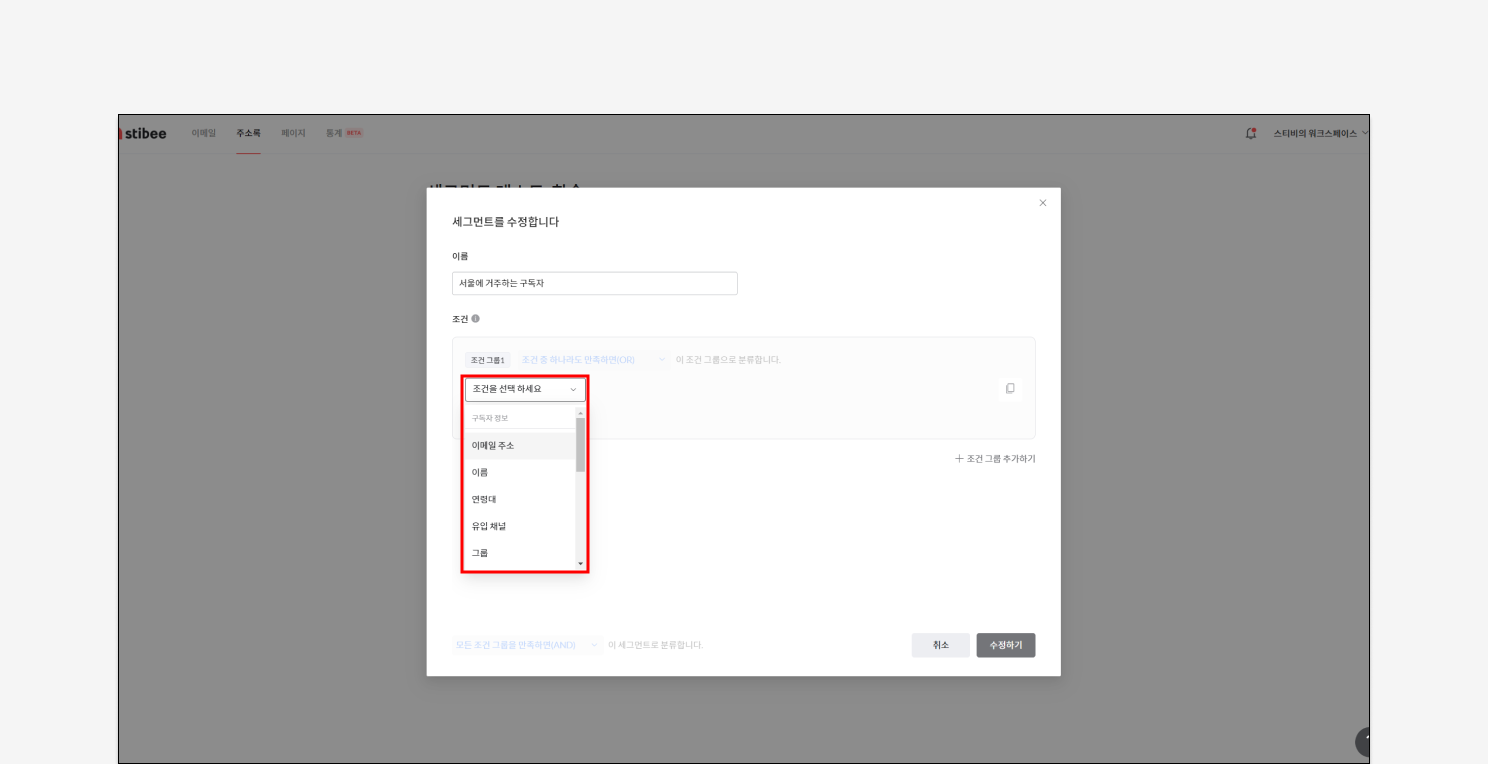 stibee 이메일 주소록 페이지 통계 BETA 스티비의 워크스페이스
세그먼트를 수정합니다
이름
서울에 거주하는 구독자
조건
조건 그룹1 조건 중 하나라도 만족하면(OR) 이 조건 그룹으로 분류합니다.
조건을 선택 하세요
구독자 정보
이메일 주소
+ 조건 그룹 추가하기
이름
연령대
유입 채널
그룹
모든 조건 그룹을 만족하면(AND) 이 세그먼트로 분류합니다.
취소 수정하기